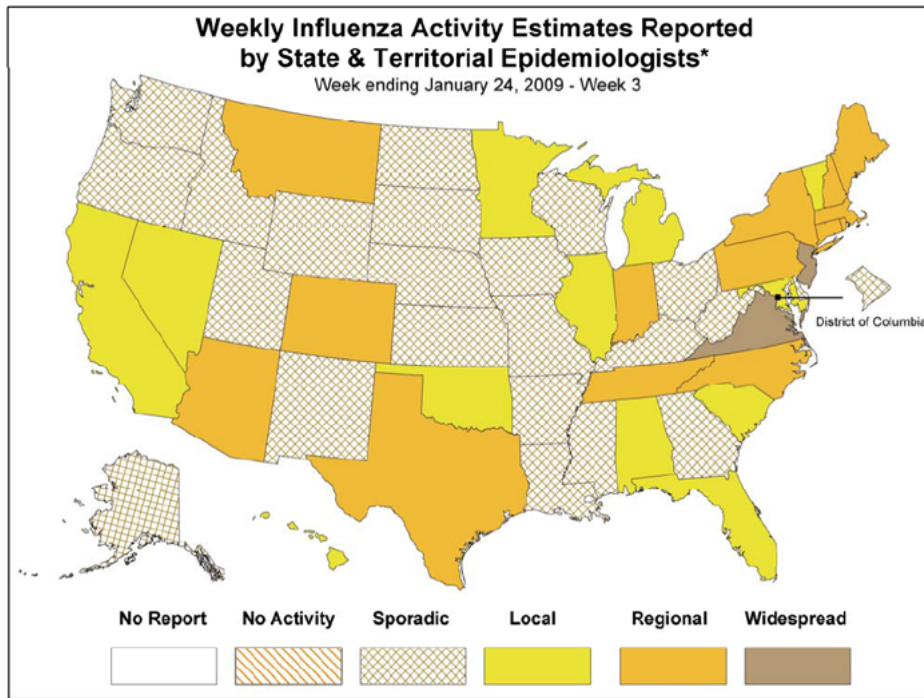 Weekly Influenza Activity Estimates Reported
by State & Territorial Epidemiologists*
Week ending January 24, 2009 - Week 3
District of Columbia
No Report
No Activity
Sporadic
Local
Regional
Widespread